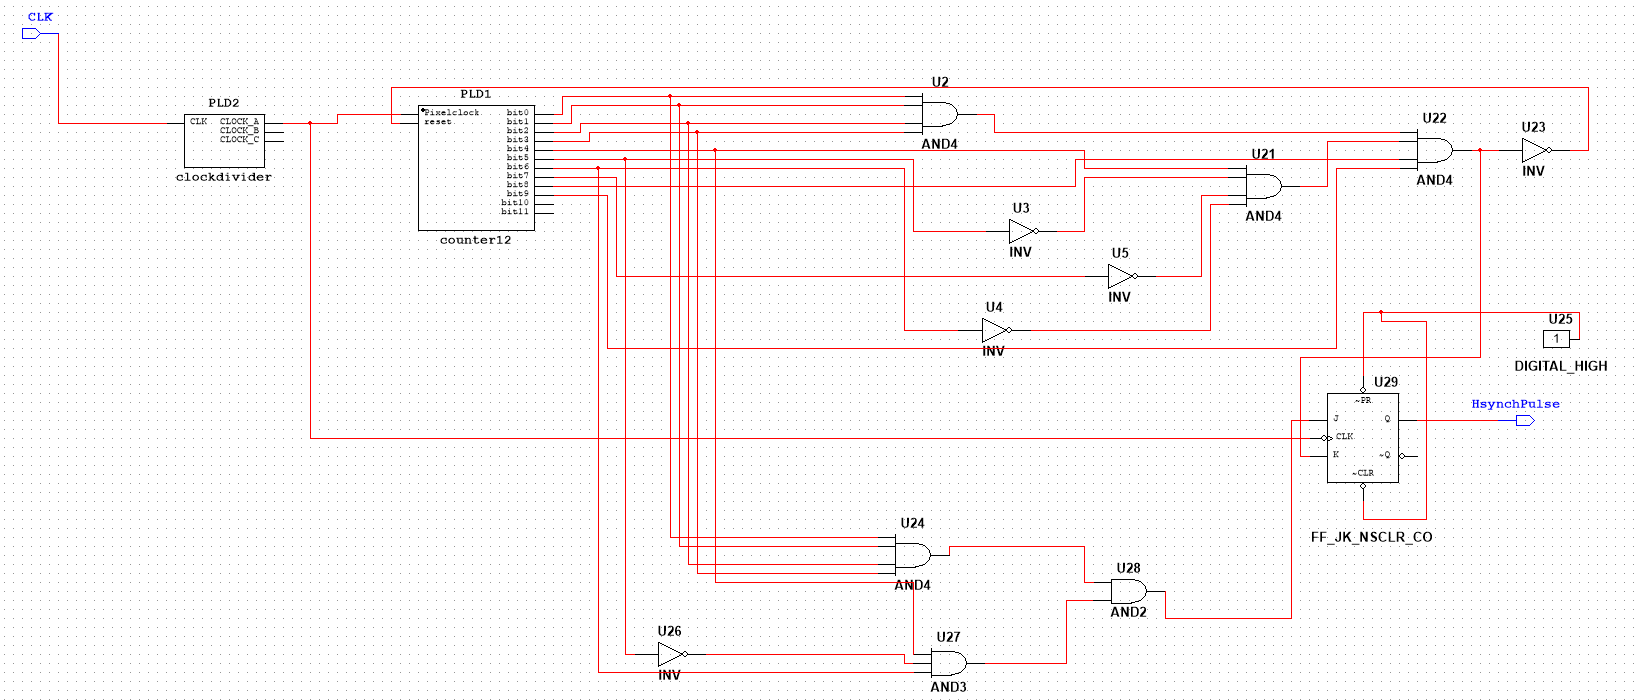 CLK
PLD2
CLK CLOCK_A
CLOCK_B
CLOCK_C
clockdivider
PLD1
Pixelclock bit0
reset bit1
bit2
bit3
bit4
bit5
bit6
bit7
bit8
bit9
bit10
bit11
counter12
U2
AND4
U22
AND4
U23
INV
U21
AND4
U3
INV
U5
INV
U4
INV
U25
1
DIGITAL_HIGH
U29
~PR
J Q
CLK
K ~Q
~CLR
FF_JK_NSCLR_CO
HsynchPulse
U24
AND4
U28
AND2
U26
INV
U27
AND3